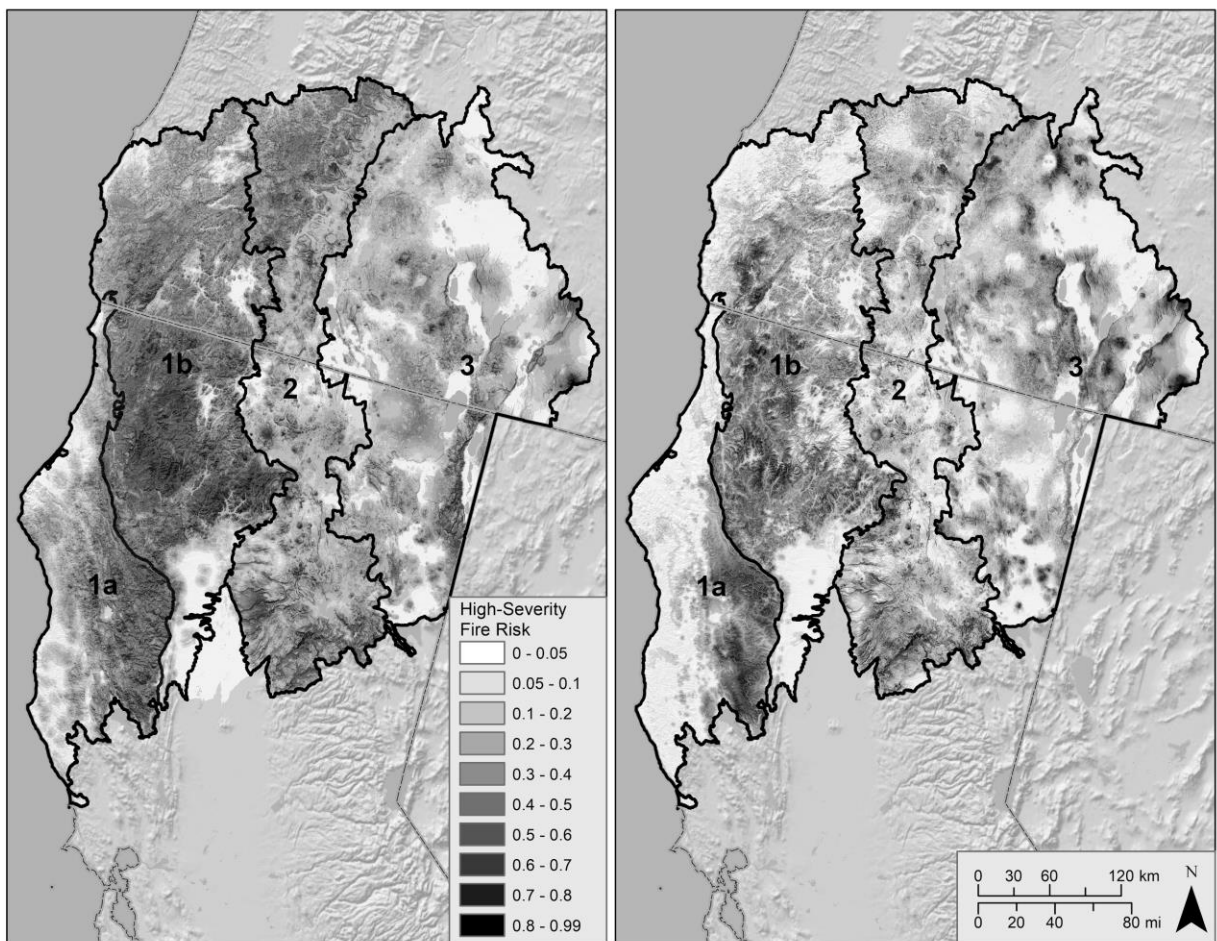 1b
2
3
1a
High-Severity
Fire Risk
0 - 0.05
0.05 - 0.1
0.1 - 0.2
0.2 - 0.3
0.3 - 0.4
0.4 - 0.5
0.5 - 0.6
0.6 - 0.7
0.7 - 0.8
0.8 - 0.99
1b
2
3
1a
0 30 60 120 km
0 20 40 80 mi
N